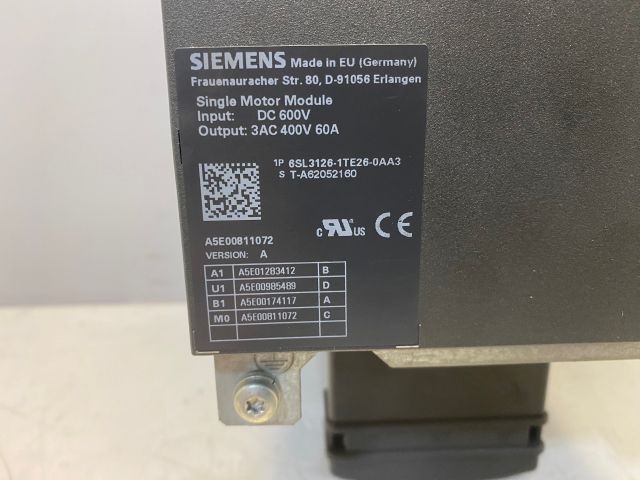 SIEMENS Made in EU (Germany)
Frauenauracher Str. 80, D-91056 Erlangen
Single Motor Module
Input: DC 600V
Output: 3AC 400V 60A
1P 6SL3126-1TE26-0AA3
S T-A62052160
c RU US CE
A5E00811072
VERSION: A
A1 A5E01283412 B
U1 A5E00985489 D
B1 A5E00174117 A
M0 A5E00811072 C